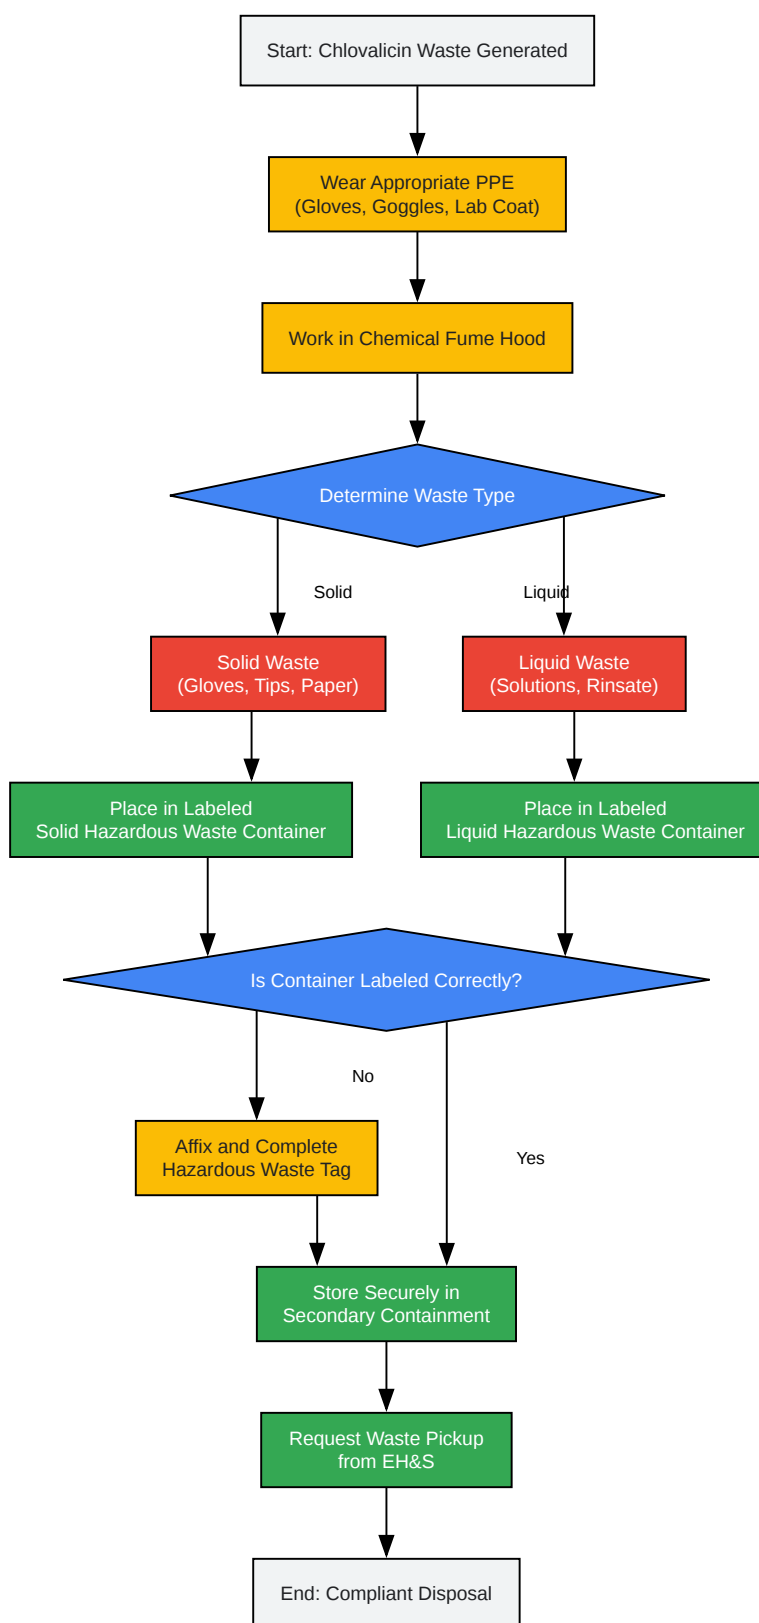 Start: Chlovalicin Waste Generated
Wear Appropriate PPE
(Gloves, Goggles, Lab Coat)
Work in Chemical Fume Hood
Determine Waste Type
Solid
Liquid
Solid Waste
(Gloves, Tips, Paper)
Liquid Waste
(Solutions, Rinsate)
Place in Labeled
Solid Hazardous Waste Container
Place in Labeled
Liquid Hazardous Waste Container
Is Container Labeled Correctly?
No
Affix and Complete
Hazardous Waste Tag
Yes
Store Securely in
Secondary Containment
Request Waste Pickup
from EH&S
End: Compliant Disposal